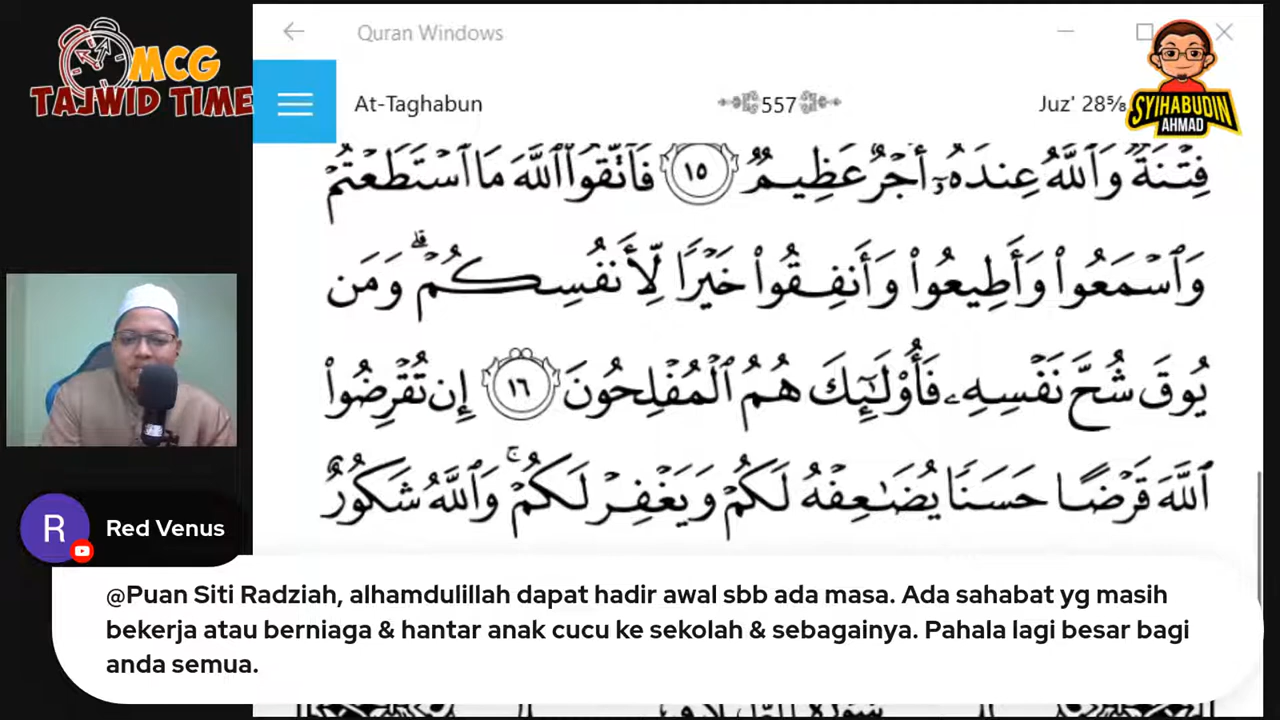 MCG
TAJWID TIME
Quran Windows
SYIHABUDIN
AHMAD
At-Taghabun
557
Juz' 28⅝
فِتْنَةٌ وَٱللَّهُ عِندَهُۥٓ أَجْرٌ عَظِيمٌ ١٥ فَٱتَّقُوا۟ ٱللَّهَ مَا ٱسْتَطَعْتُمْ
وَٱسْمَعُوا۟ وَأَطِيعُوا۟ وَأَنفِقُوا۟ خَيْرًا لِّأَنفُسِكُمْ ۗ وَمَن
يُوقَ شُحَّ نَفْسِهِۦ فَأُو۟لَـٰٓئِكَ هُمُ ٱلْمُفْلِحُونَ ١٦ إِن تُقْرِضُوا۟
ٱللَّهَ قَرْضًا حَسَنًا يُضَـٰعِفْهُ لَكُمْ وَيَغْفِرْ لَكُمْ ۚ وَٱللَّهُ شَكُورٌ
R
Red Venus
@Puan Siti Radziah, alhamdulillah dapat hadir awal sbb ada masa. Ada sahabat yg masih
bekerja atau berniaga & hantar anak cucu ke sekolah & sebagainya. Pahala lagi besar bagi
anda semua.